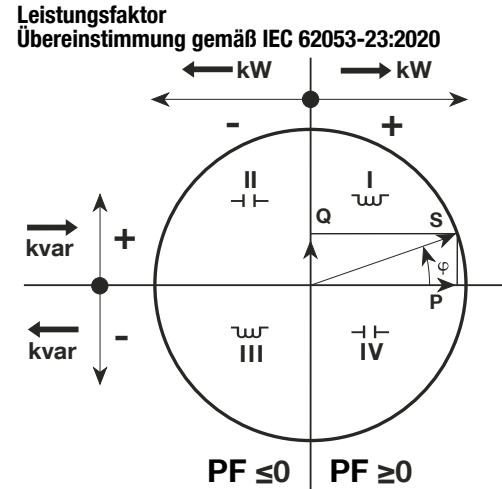 Leistungsfaktor
Übereinstimmung gemäß IEC 62053-23:2020
kW kW
- +
II I
Q S
kvar +
φ
P
kvar -
III IV
PF ≤0 PF ≥0